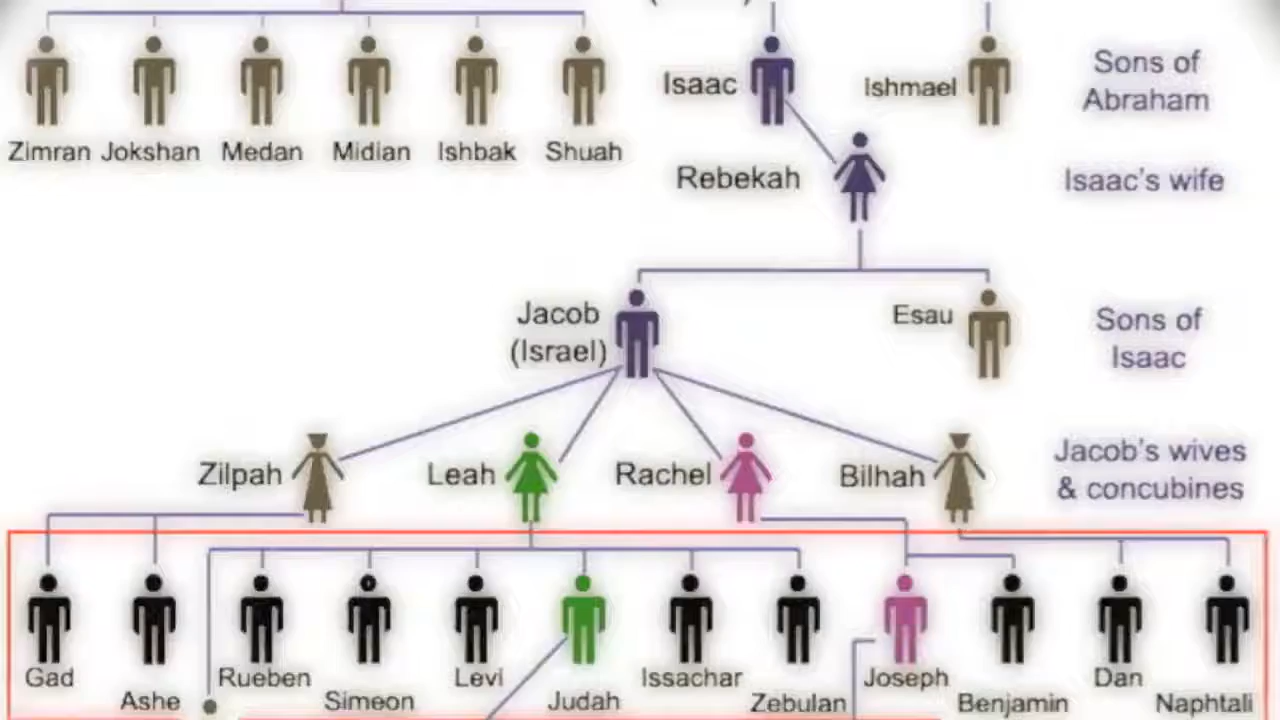 Isaac
Ishmael
Sons of
Abraham
Zimran
Jokshan
Medan
Midian
Ishbak
Shuah
Rebekah
Isaac's wife
Jacob
(Israel)
Esau
Sons of
Isaac
Zilpah
Leah
Rachel
Bilhah
Jacob's wives
& concubines
Gad
Ashe
Rueben
Simeon
Levi
Judah
Issachar
Zebulan
Joseph
Benjamin
Dan
Naphtali